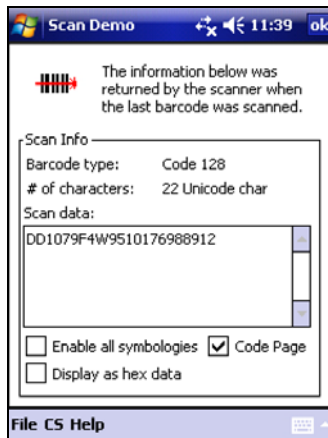 Scan Demo 11:39 ok
The information below was
returned by the scanner when
the last barcode was scanned.
Scan Info
Barcode type: Code 128
# of characters: 22 Unicode char
Scan data:
DD1079F4W9510176988912
Enable all symbologies Code Page
Display as hex data
File CS Help